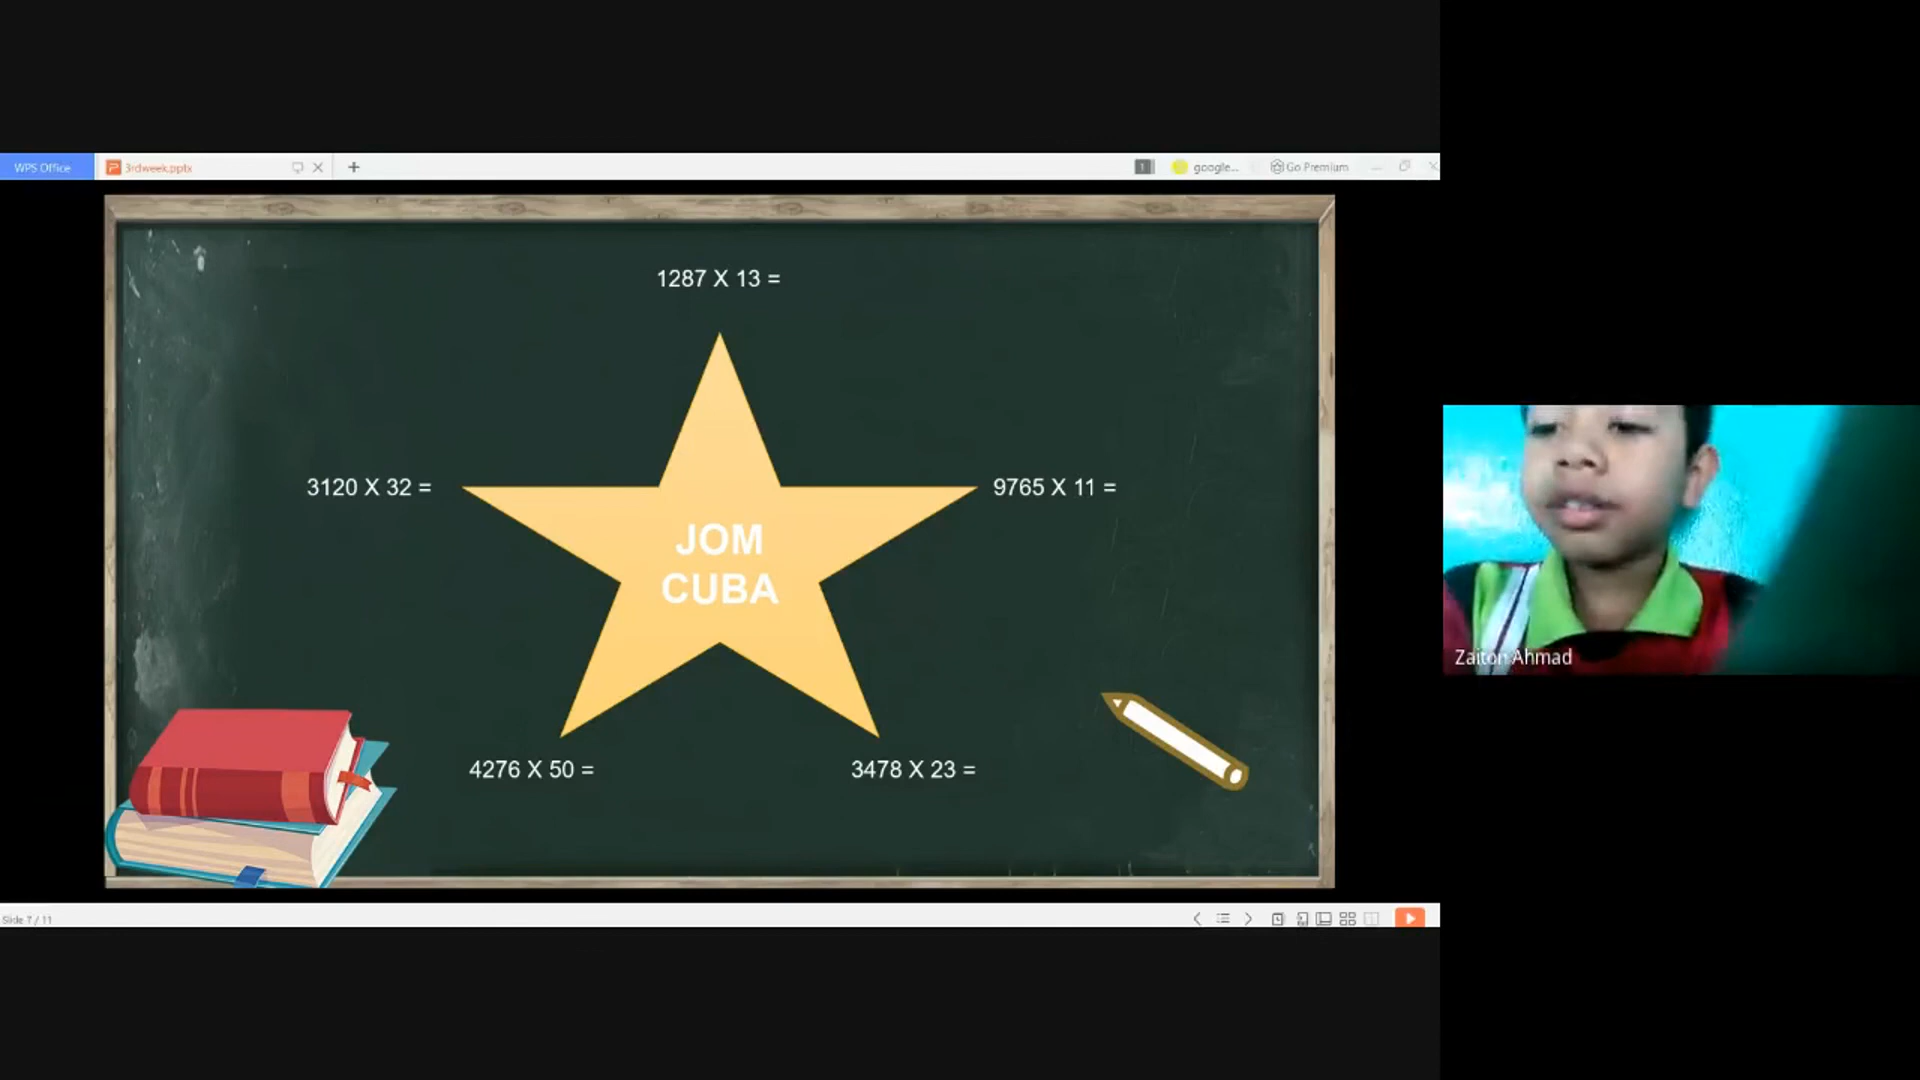 WPS Office
3rdweek.pptx
1
google...
Go Premium
1287 X 13 =
3120 X 32 =
9765 X 11 =
JOM
CUBA
4276 X 50 =
3478 X 23 =
Zaiton Ahmad
Slide 7 / 11